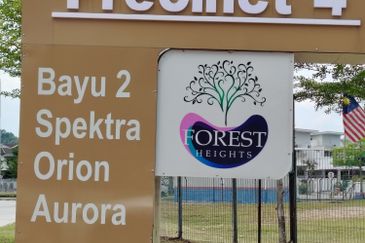 Precinct 4
Bayu 2
Spektra
Orion
Aurora
FOREST
HEIGHTS